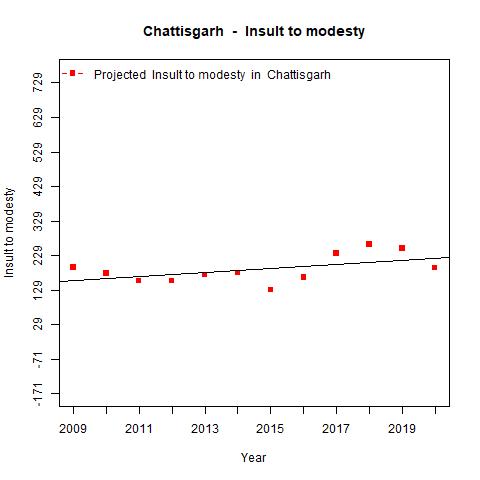 Chattisgarh - Insult to modesty
Projected Insult to modesty in Chattisgarh
729
629
529
429
329
229
129
29
-71
-171
Insult to modesty
2009 2011 2013 2015 2017 2019
Year